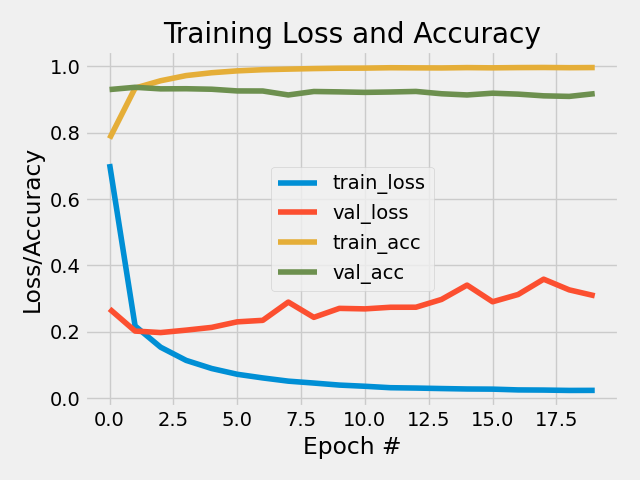 Training Loss and Accuracy
Loss/Accuracy
1.0
0.8
0.6
0.4
0.2
0.0
train_loss
val_loss
train_acc
val_acc
0.0 2.5 5.0 7.5 10.0 12.5 15.0 17.5
Epoch #